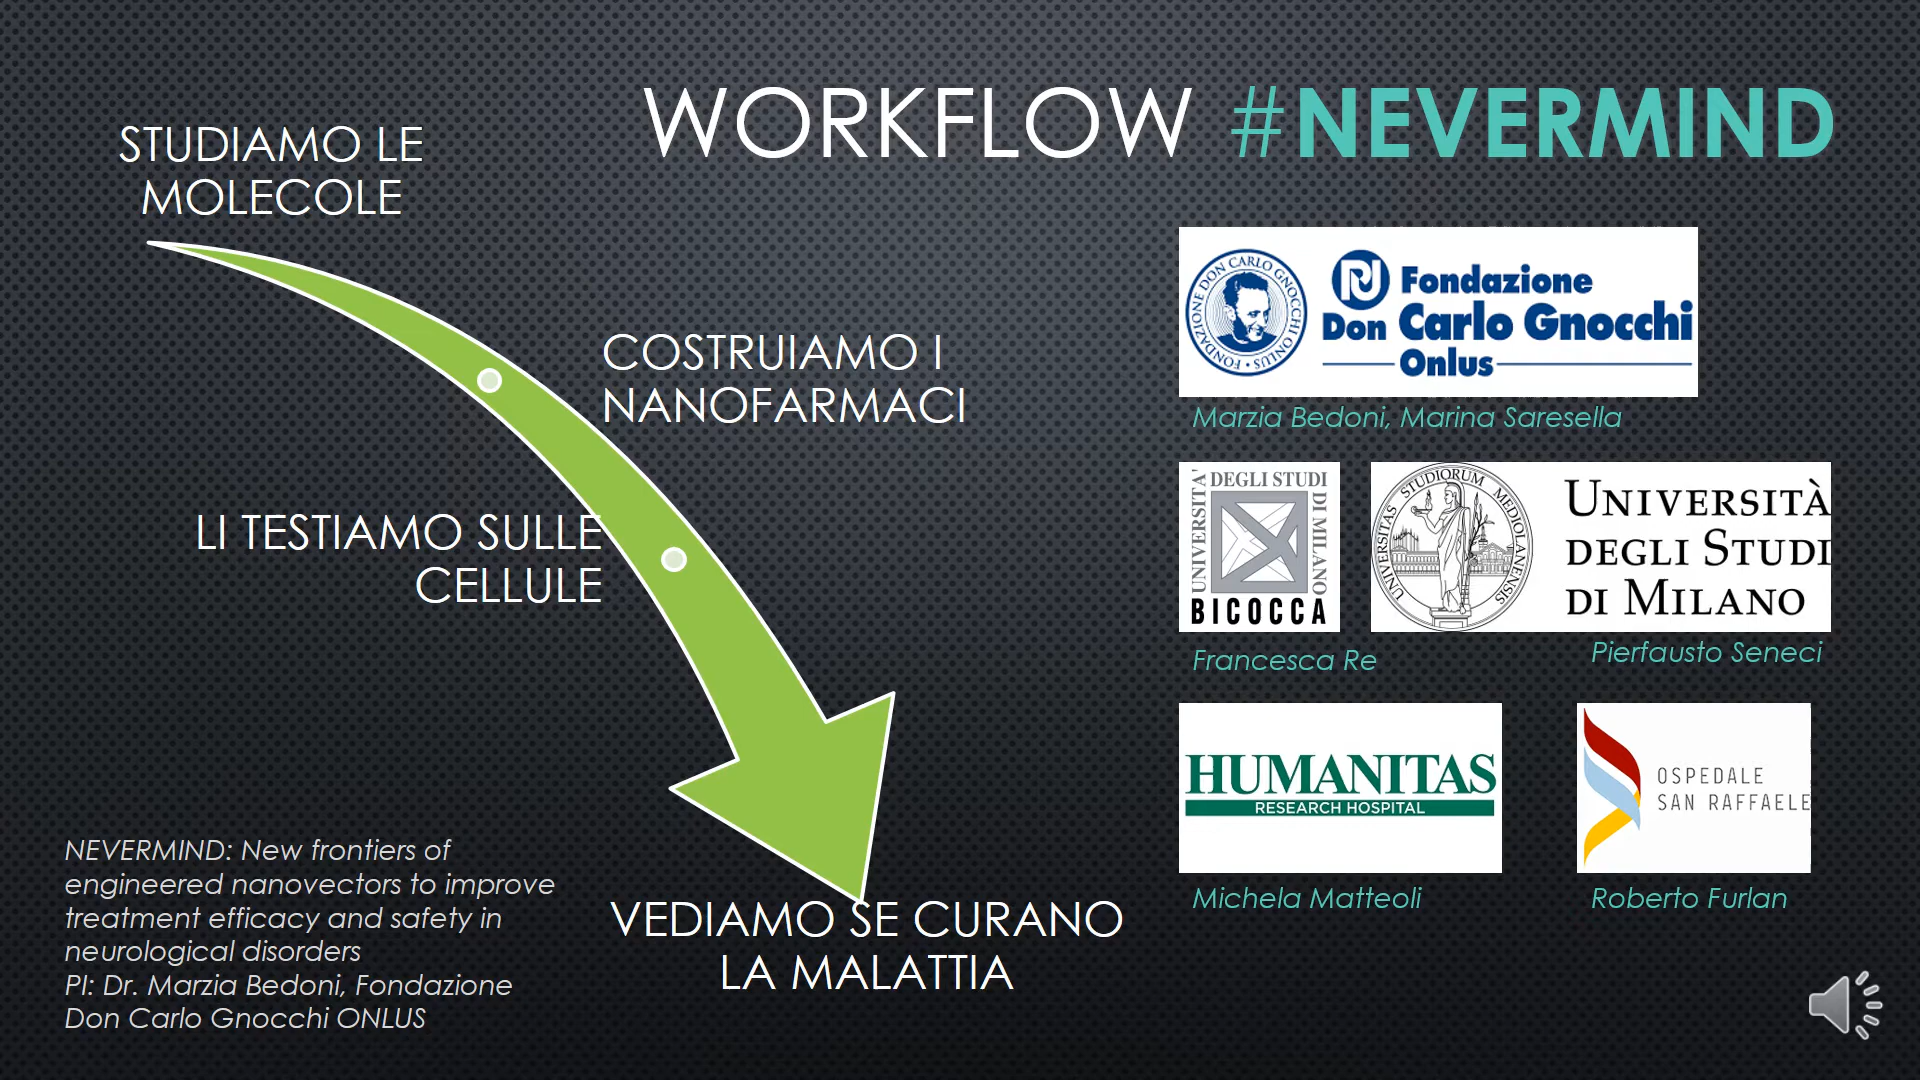 WORKFLOW #NEVERMIND
STUDIAMO LE
MOLECOLE
COSTRUIAMO I
NANOFARMACI
LI TESTIAMO SULLE
CELLULE
VEDIAMO SE CURANO
LA MALATTIA
NEVERMIND: New frontiers of
engineered nanovectors to improve
treatment efficacy and safety in
neurological disorders
PI: Dr. Marzia Bedoni, Fondazione
Don Carlo Gnocchi ONLUS
FONDAZIONE DON CARLO GNOCCHI ONLUS
Fondazione
Don Carlo Gnocchi
Onlus
Marzia Bedoni, Marina Saresella
UNIVERSITA'
DEGLI STUDI
DI MILANO
BICOCCA
Francesca Re
UNIVERSITAS STUDIORUM MEDIOLANENSIS
UNIVERSITÀ
DEGLI STUDI
DI MILANO
Pierfausto Seneci
HUMANITAS
RESEARCH HOSPITAL
Michela Matteoli
OSPEDALE
SAN RAFFAELE
Roberto Furlan